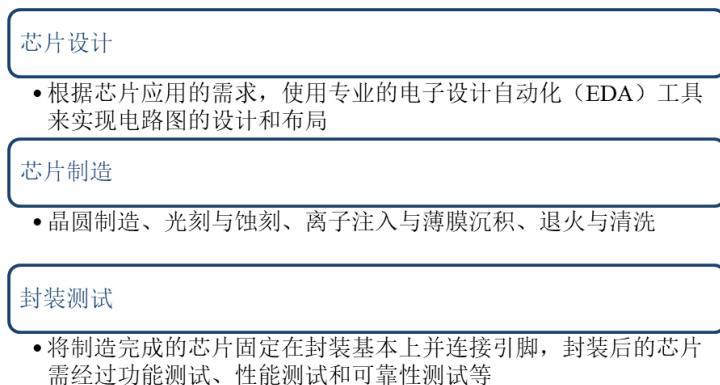 芯片设计
•根据芯片应用的需求，使用专业的电子设计自动化（EDA）工具
来实现电路图的设计和布局
芯片制造
•晶圆制造、光刻与蚀刻、离子注入与薄膜沉积、退火与清洗
封装测试
•将制造完成的芯片固定在封装基本上并连接引脚，封装后的芯片
需经过功能测试、性能测试和可靠性测试等